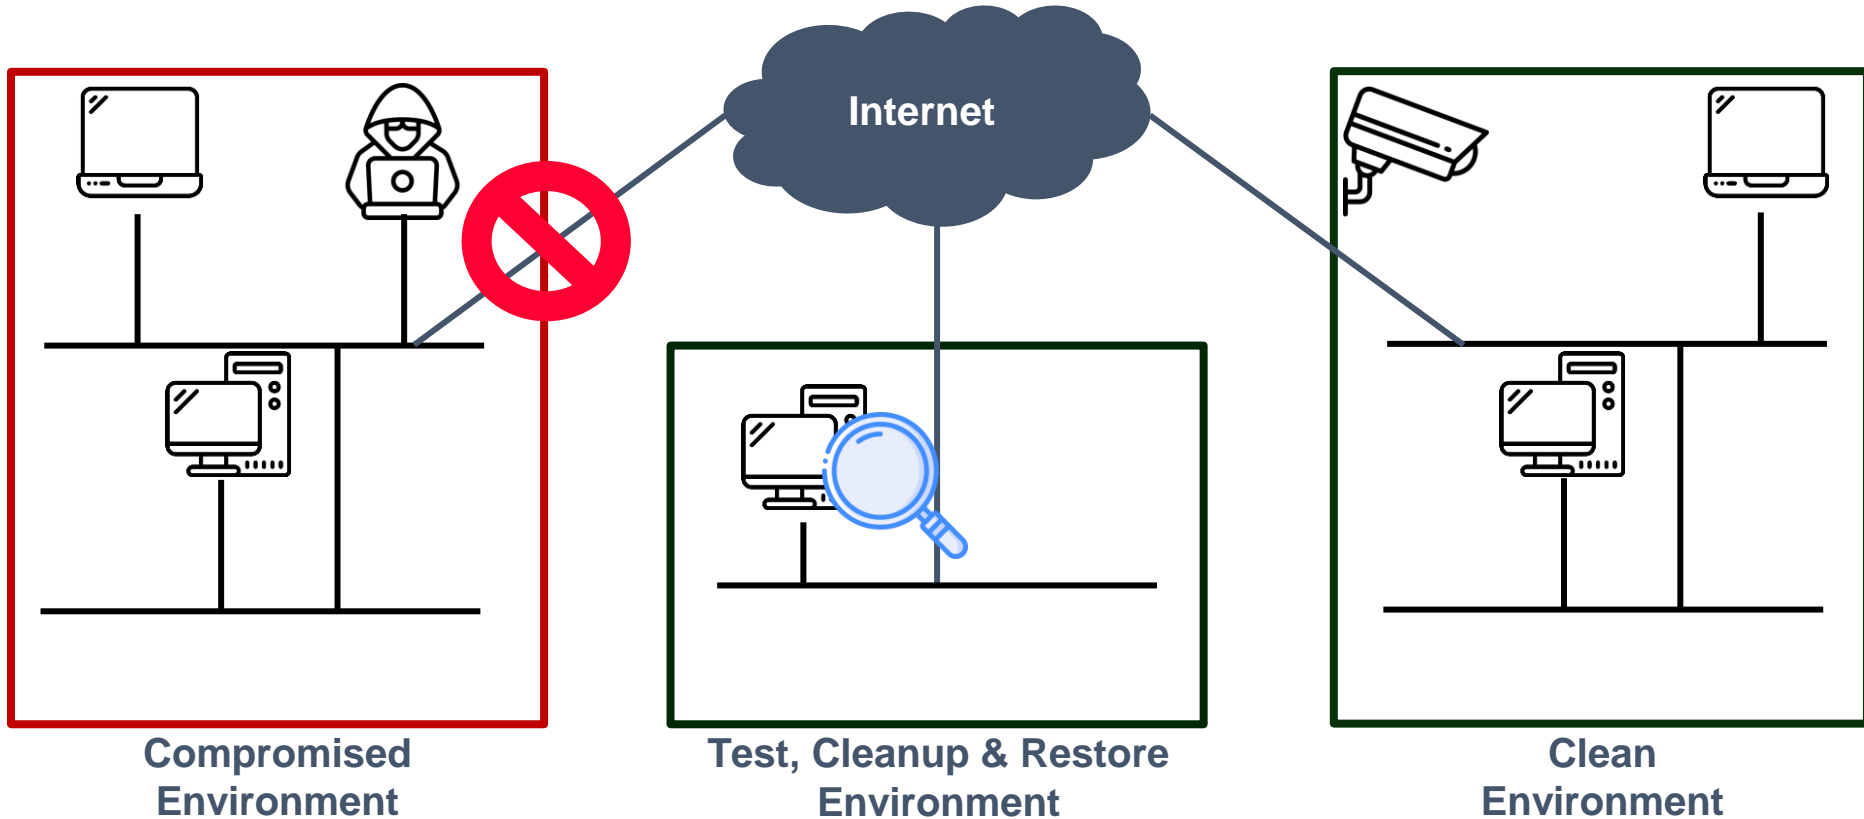 Internet
Compromised
Environment
Test, Cleanup & Restore
Environment
Clean
Environment